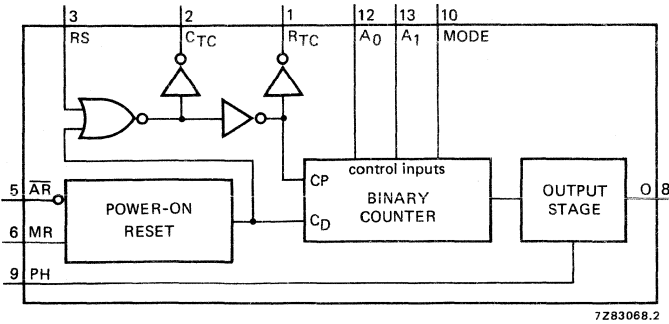 3 2 1 12 13 10
RS CTC RTC A0 A1 MODE
control inputs
5 AR CP BINARY COUNTER OUTPUT STAGE O 8
POWER-ON
RESET
CD
6 MR
9 PH
7Z83068.2